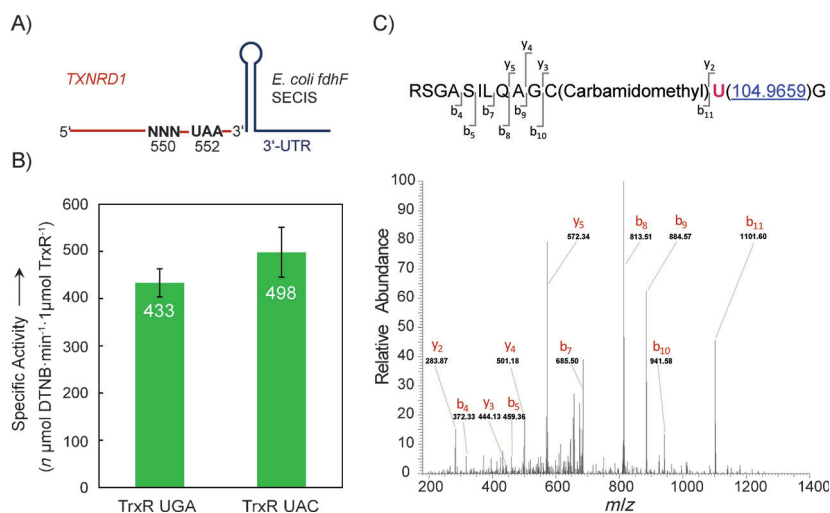 A)
TXNRD1
E. coli fdhF
SECIS
5'
NNN
UAA
3'
550
552
3'-UTR
B)
Specific Activity
(n µmol DTNB·min⁻¹·1µmol TrxR⁻¹)
600
500
400
300
200
100
0
433
498
TrxR UGA
TrxR UAC
C)
y5
y4
y3
y2
RSGASILQAGC(Carbamidomethyl)U(104.9659)G
b4
b5
b7
b8
b9
b10
b11
Relative Abundance
100
90
80
70
60
50
40
30
20
10
0
y5
572.34
b8
813.51
b9
884.57
b11
1101.60
y2
283.87
y4
501.18
b7
685.50
b10
941.58
b4
372.33
y3
444.13
b5
459.36
200
400
600
800
1000
1200
1400
m/z